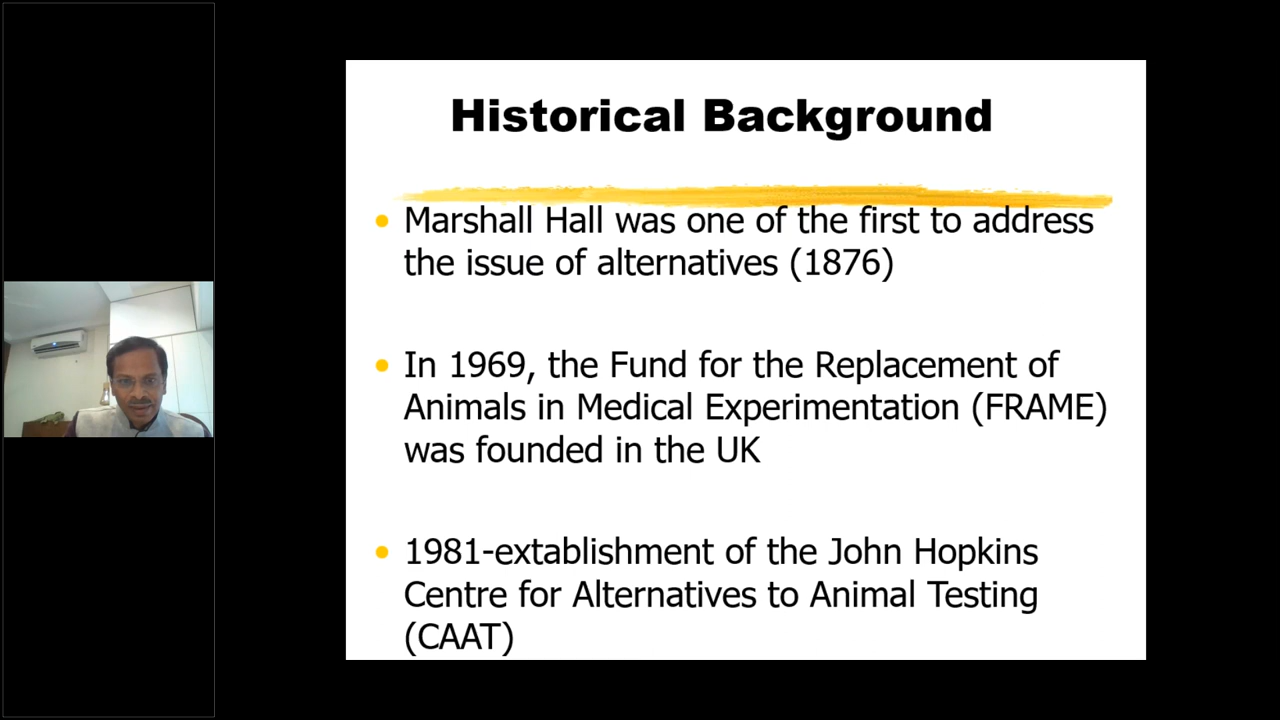 Historical Background
Marshall Hall was one of the first to address
the issue of alternatives (1876)
In 1969, the Fund for the Replacement of
Animals in Medical Experimentation (FRAME)
was founded in the UK
1981-extablishment of the John Hopkins
Centre for Alternatives to Animal Testing
(CAAT)